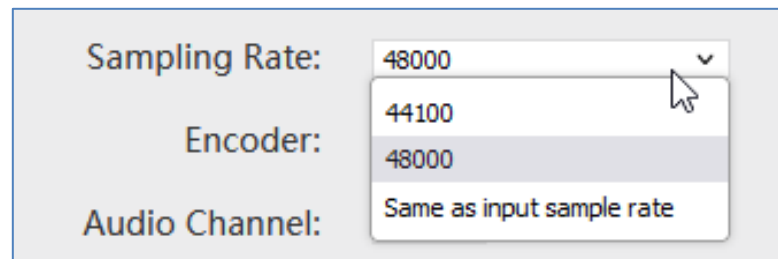 Sampling Rate: 48000
44100
Encoder:
48000
Same as input sample rate
Audio Channel: